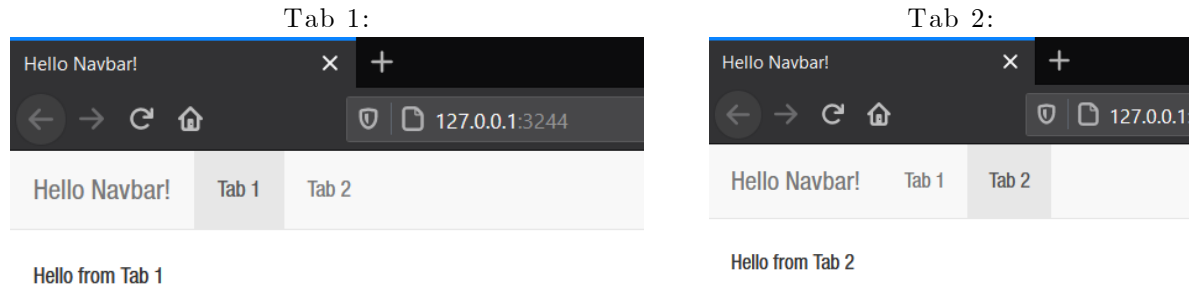 Tab 1:
Hello Navbar!
127.0.0.1:3244
Hello Navbar! Tab 1 Tab 2
Hello from Tab 1
Tab 2:
Hello Navbar!
127.0.0.1:
Hello Navbar! Tab 1 Tab 2
Hello from Tab 2